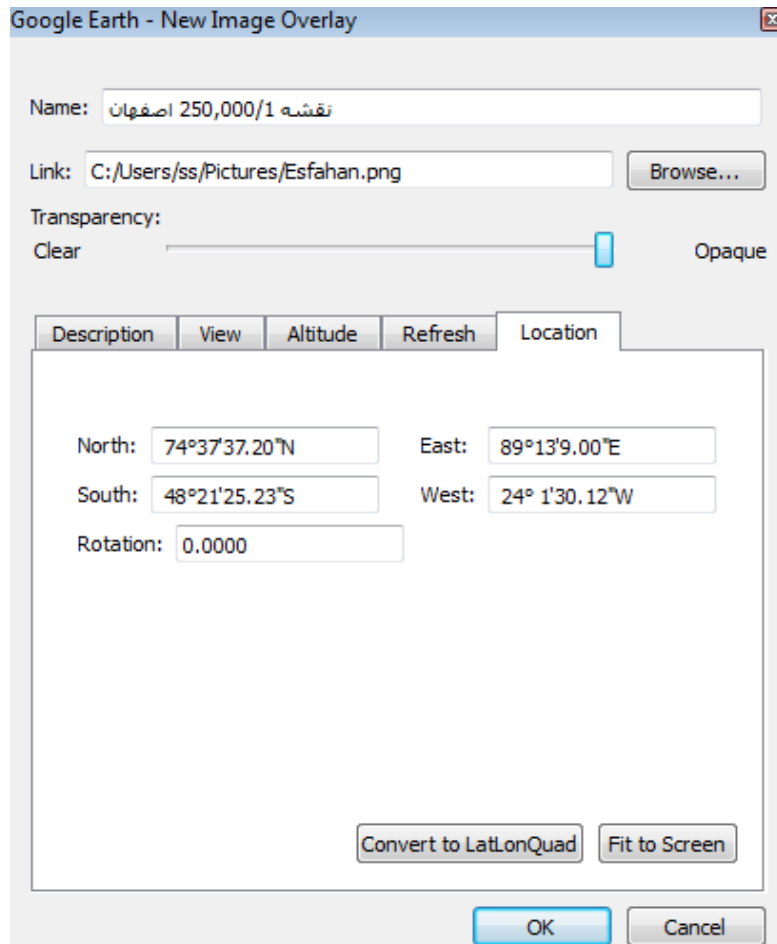 Google Earth - New Image Overlay
Name: نقشه 250,000/1 اصفهان
Link: C:/Users/ss/Pictures/Esfahan.png Browse...
Transparency:
Clear Opaque
Description View Altitude Refresh Location
North: 74°37'37.20"N East: 89°13'9.00"E
South: 48°21'25.23"S West: 24° 1'30.12"W
Rotation: 0.0000
Convert to LatLonQuad Fit to Screen
OK Cancel